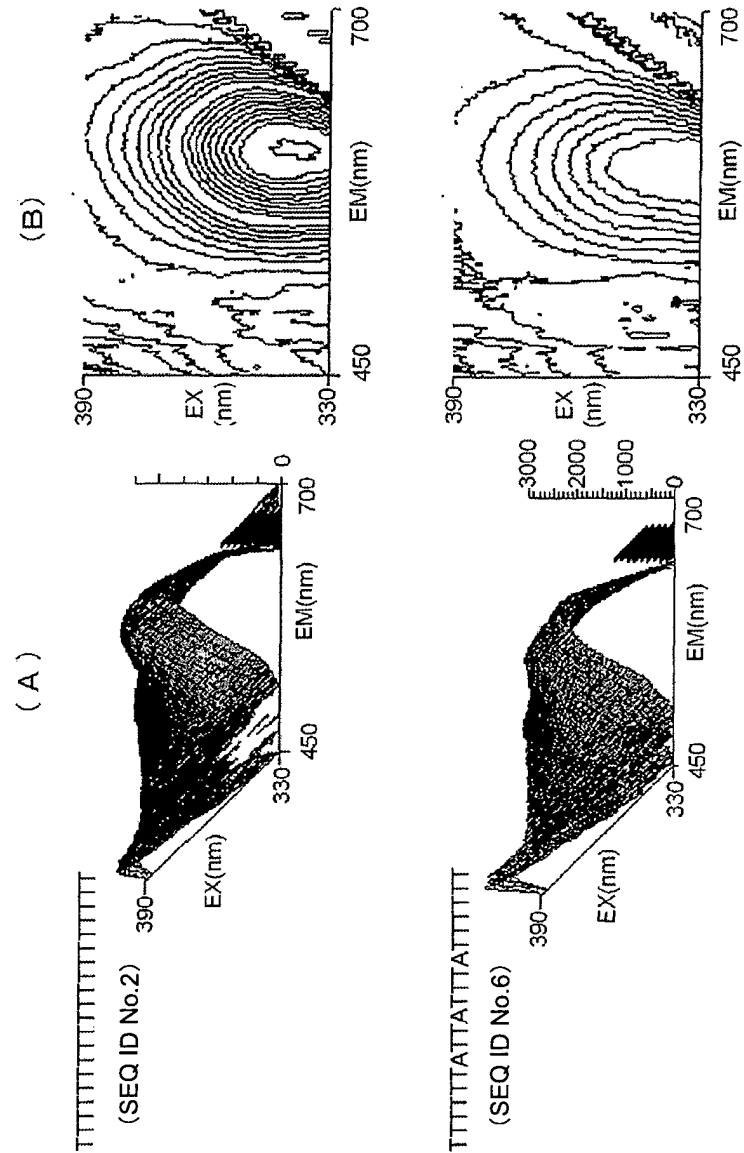 (A)
(B)
TTTTTTTTTTTTTTTTTTTT
(SEQ ID No.2)
390
EX(nm)
330
450
EM(nm)
700
0
390
EX
(nm)
330
450
EM(nm)
700
TTTTTTATTATTTATTTTTT
(SEQ ID No.6)
390
EX(nm)
330
450
EM(nm)
700
3000
2000
1000
0
390
EX
(nm)
330
450
EM(nm)
700